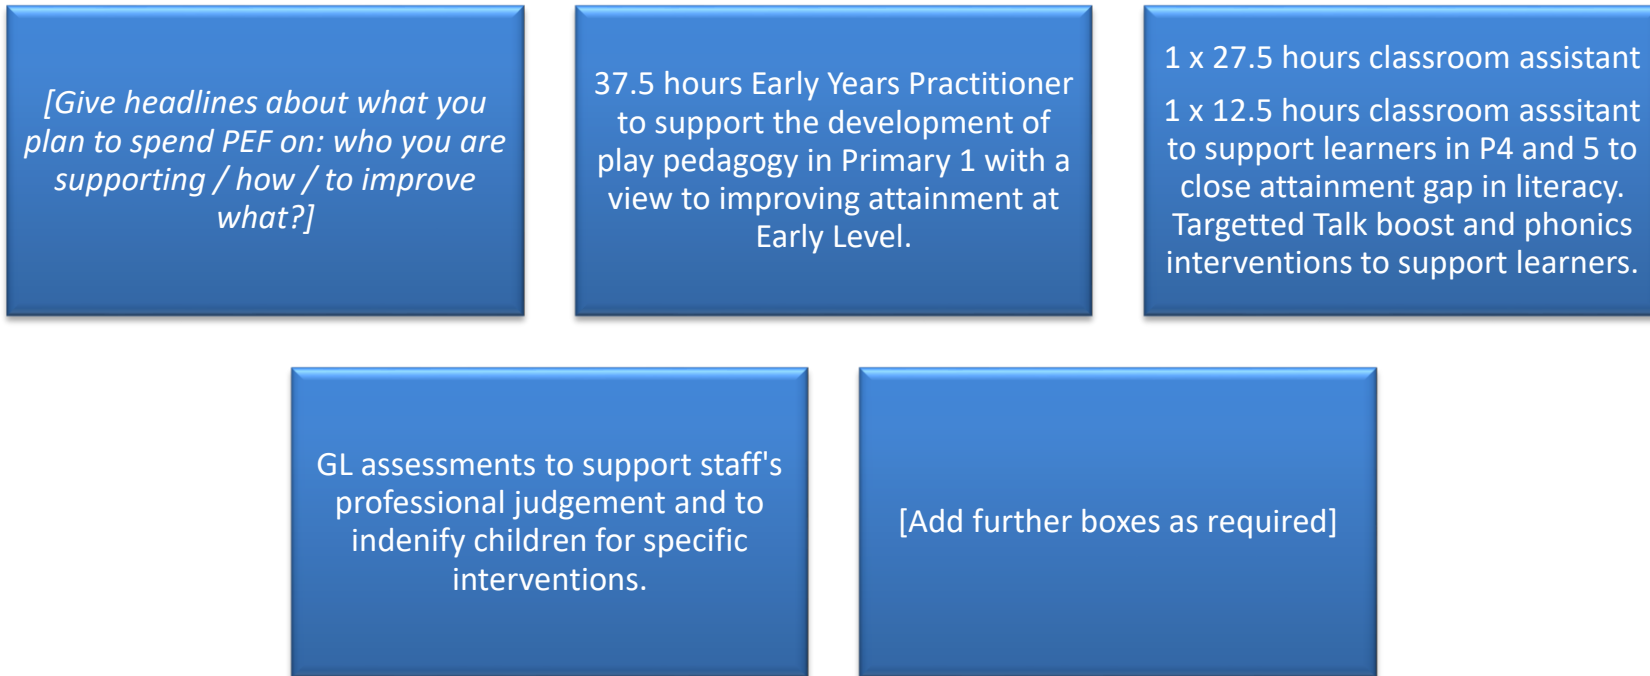 [Give headlines about what you
plan to spend PEF on: who you are
supporting / how / to improve
what?]
37.5 hours Early Years Practitioner
to support the development of
play pedagogy in Primary 1 with a
view to improving attainment at
Early Level.
1 x 27.5 hours classroom assistant
1 x 12.5 hours classroom asssitant
to support learners in P4 and 5 to
close attainment gap in literacy.
Targetted Talk boost and phonics
interventions to support learners.
GL assessments to support staff's
professional judgement and to
indenify children for specific
interventions.
[Add further boxes as required]